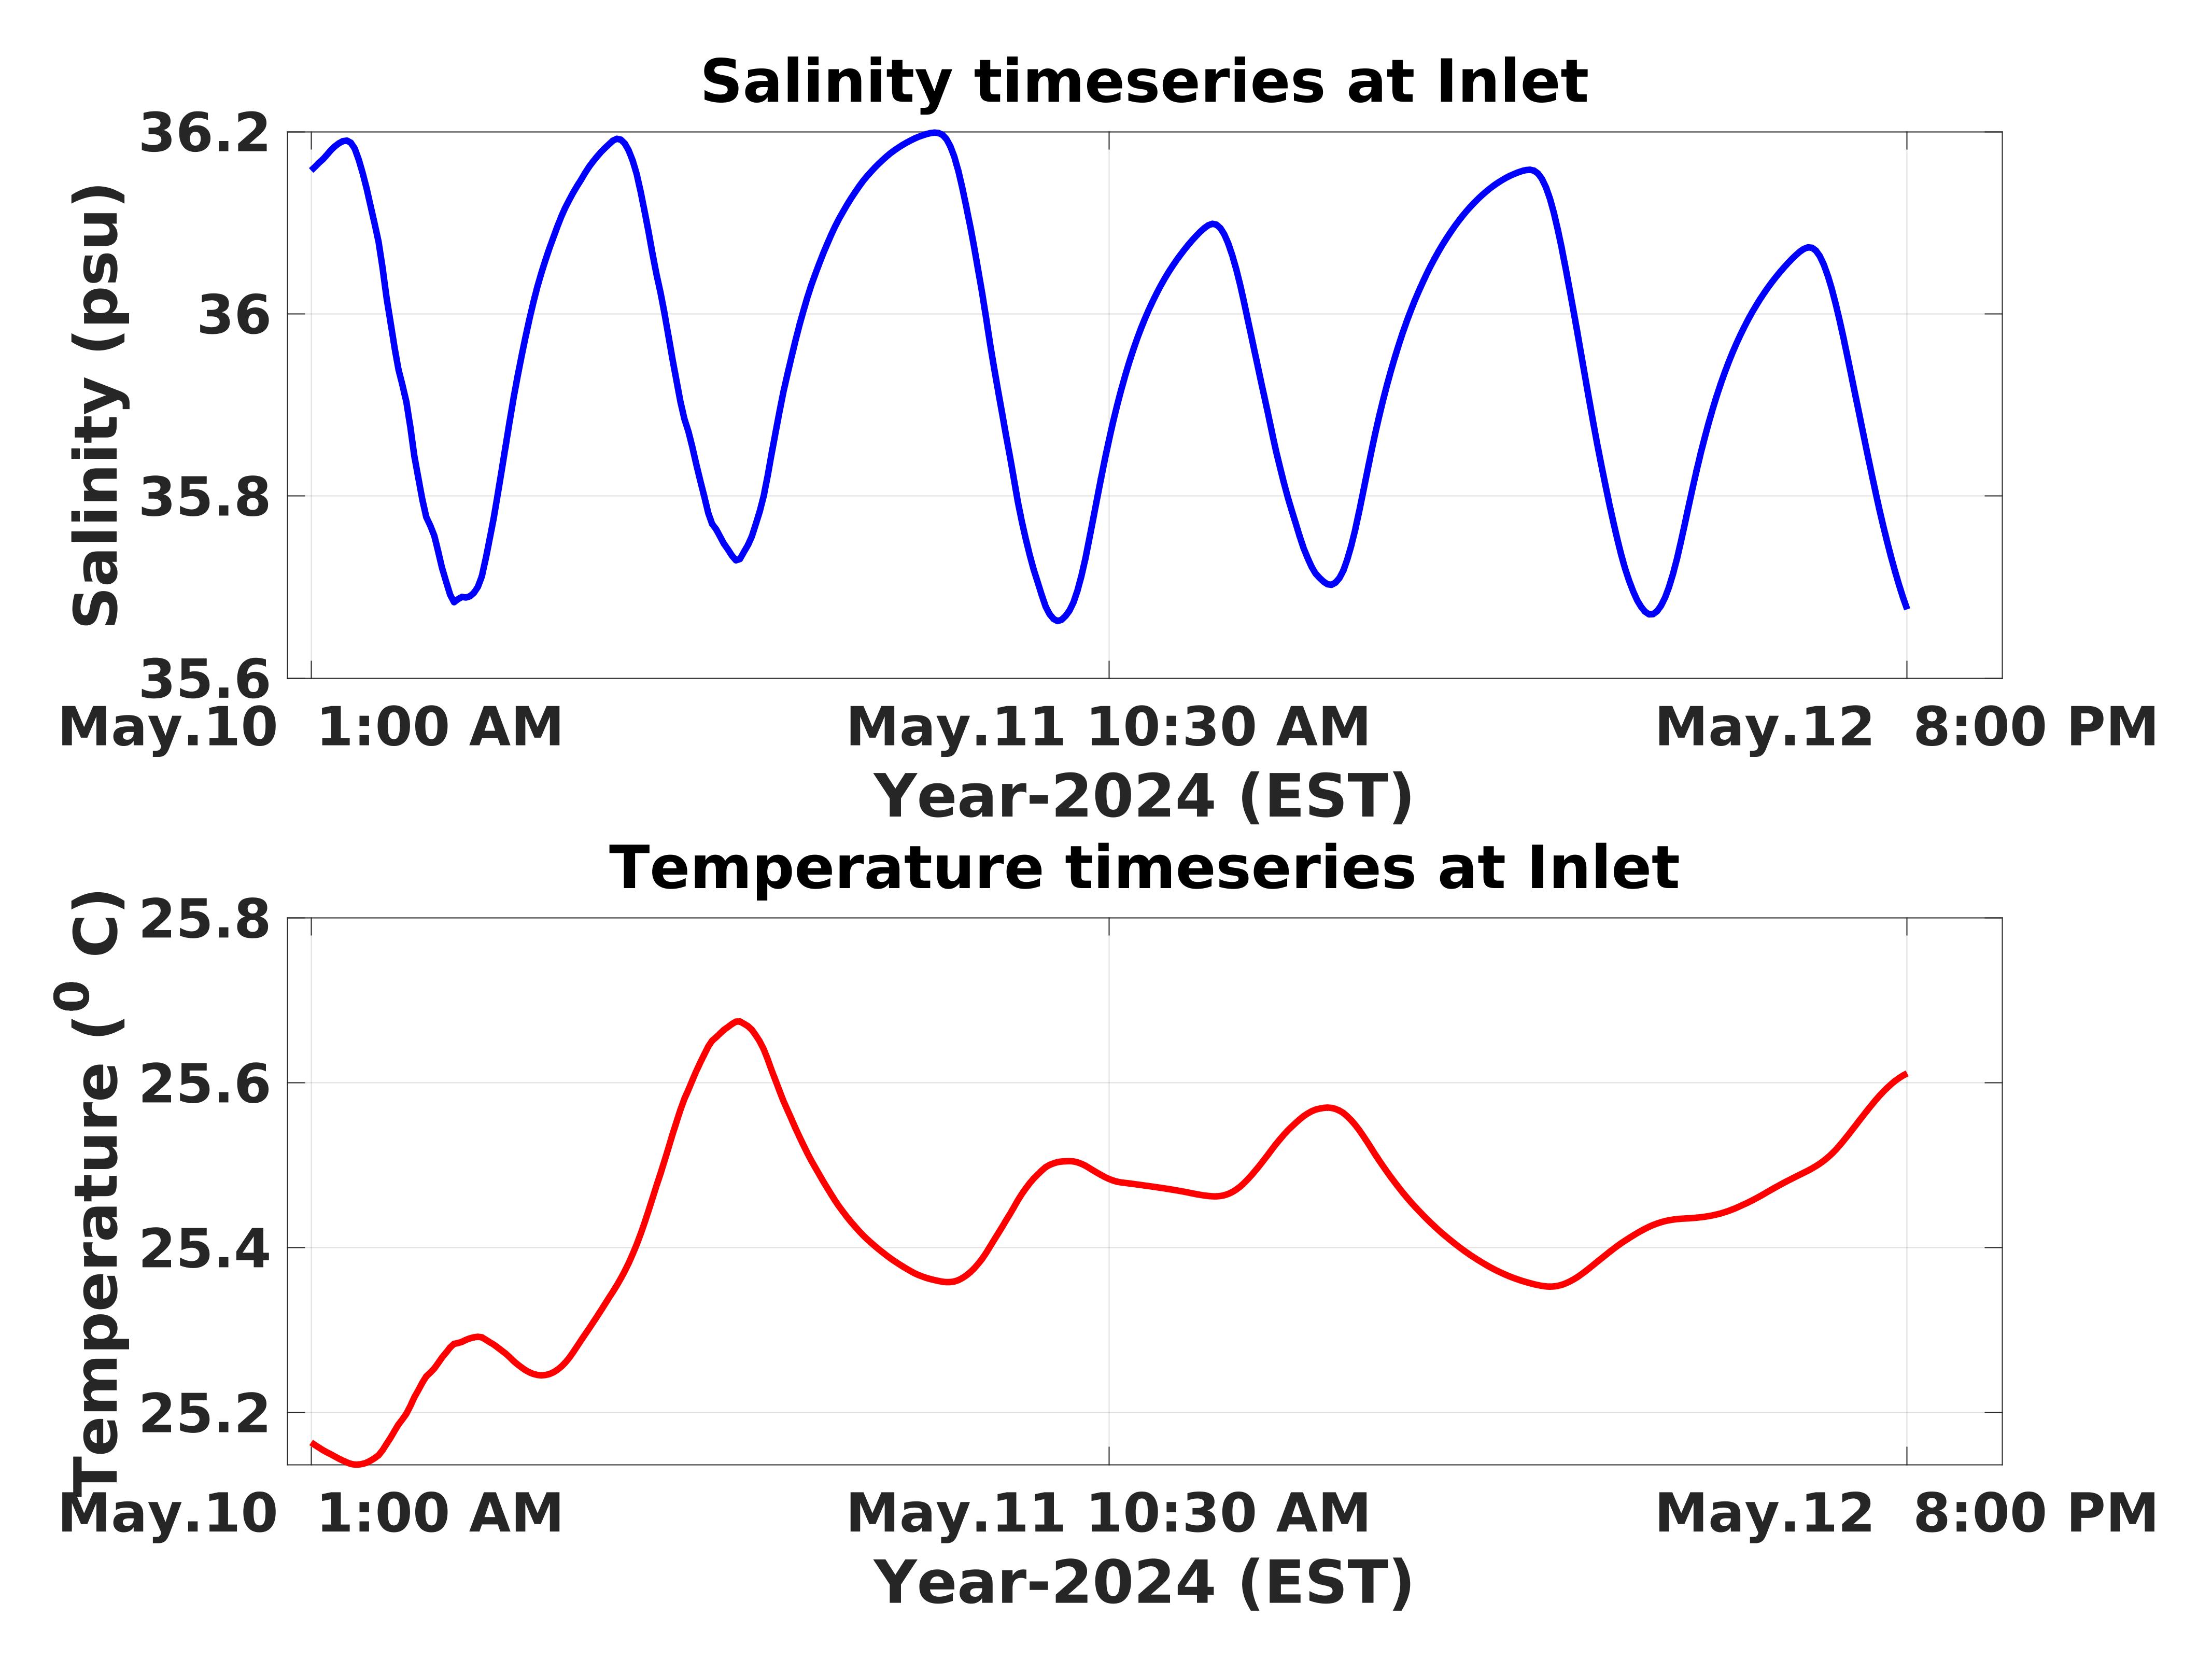 Salinity timeseries at Inlet
Salinity (psu)
36.2
36
35.8
35.6
May.10  1:00 AM
May.11 10:30 AM
May.12  8:00 PM
Year-2024 (EST)
Temperature timeseries at Inlet
Temperature (⁰ C)
25.8
25.6
25.4
25.2
May.10  1:00 AM
May.11 10:30 AM
May.12  8:00 PM
Year-2024 (EST)